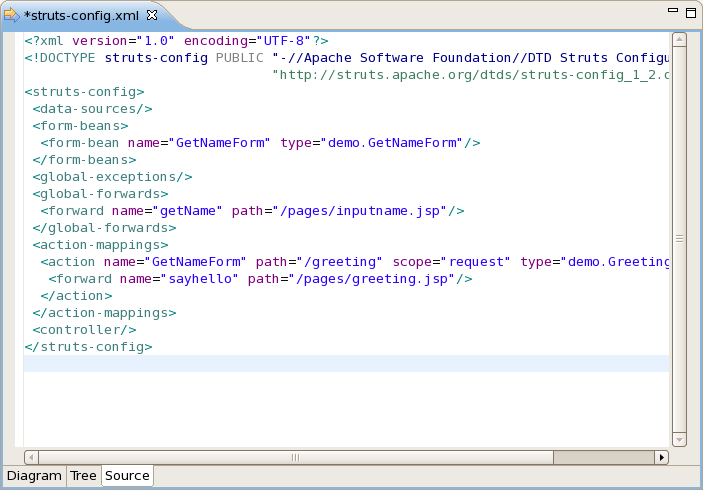 *struts-config.xml
<?xml version="1.0" encoding="UTF-8"?>
<!DOCTYPE struts-config PUBLIC "-//Apache Software Foundation//DTD Struts Configu
"http://struts.apache.org/dtds/struts-config_1_2.d
<struts-config>
<data-sources/>
<form-beans>
<form-bean name="GetNameForm" type="demo.GetNameForm"/>
</form-beans>
<global-exceptions/>
<global-forwards>
<forward name="getName" path="/pages/inputname.jsp"/>
</global-forwards>
<action-mappings>
<action name="GetNameForm" path="/greeting" scope="request" type="demo.Greeting
<forward name="sayhello" path="/pages/greeting.jsp"/>
</action>
</action-mappings>
<controller/>
</struts-config>
Diagram Tree Source